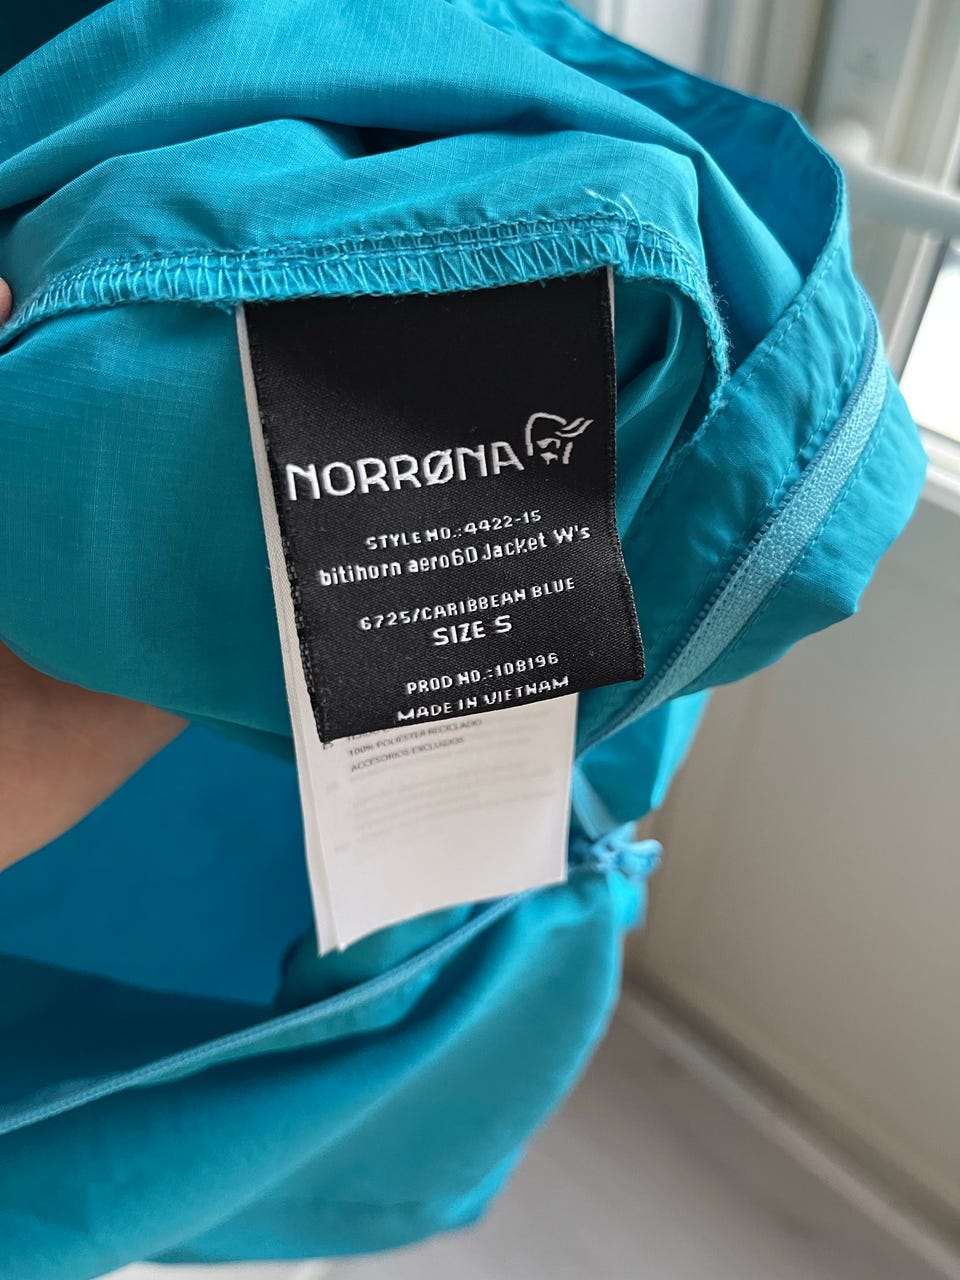 NORRØNA
STYLE NO.:4422-15
bitihorn aero60 Jacket W's
6725/CARIBBEAN BLUE
SIZE S
PROD NO.:108196
MADE IN VIETNAM
100% POLIÉSTER RECICLADO
ACCESORIOS EXCLUIDOS